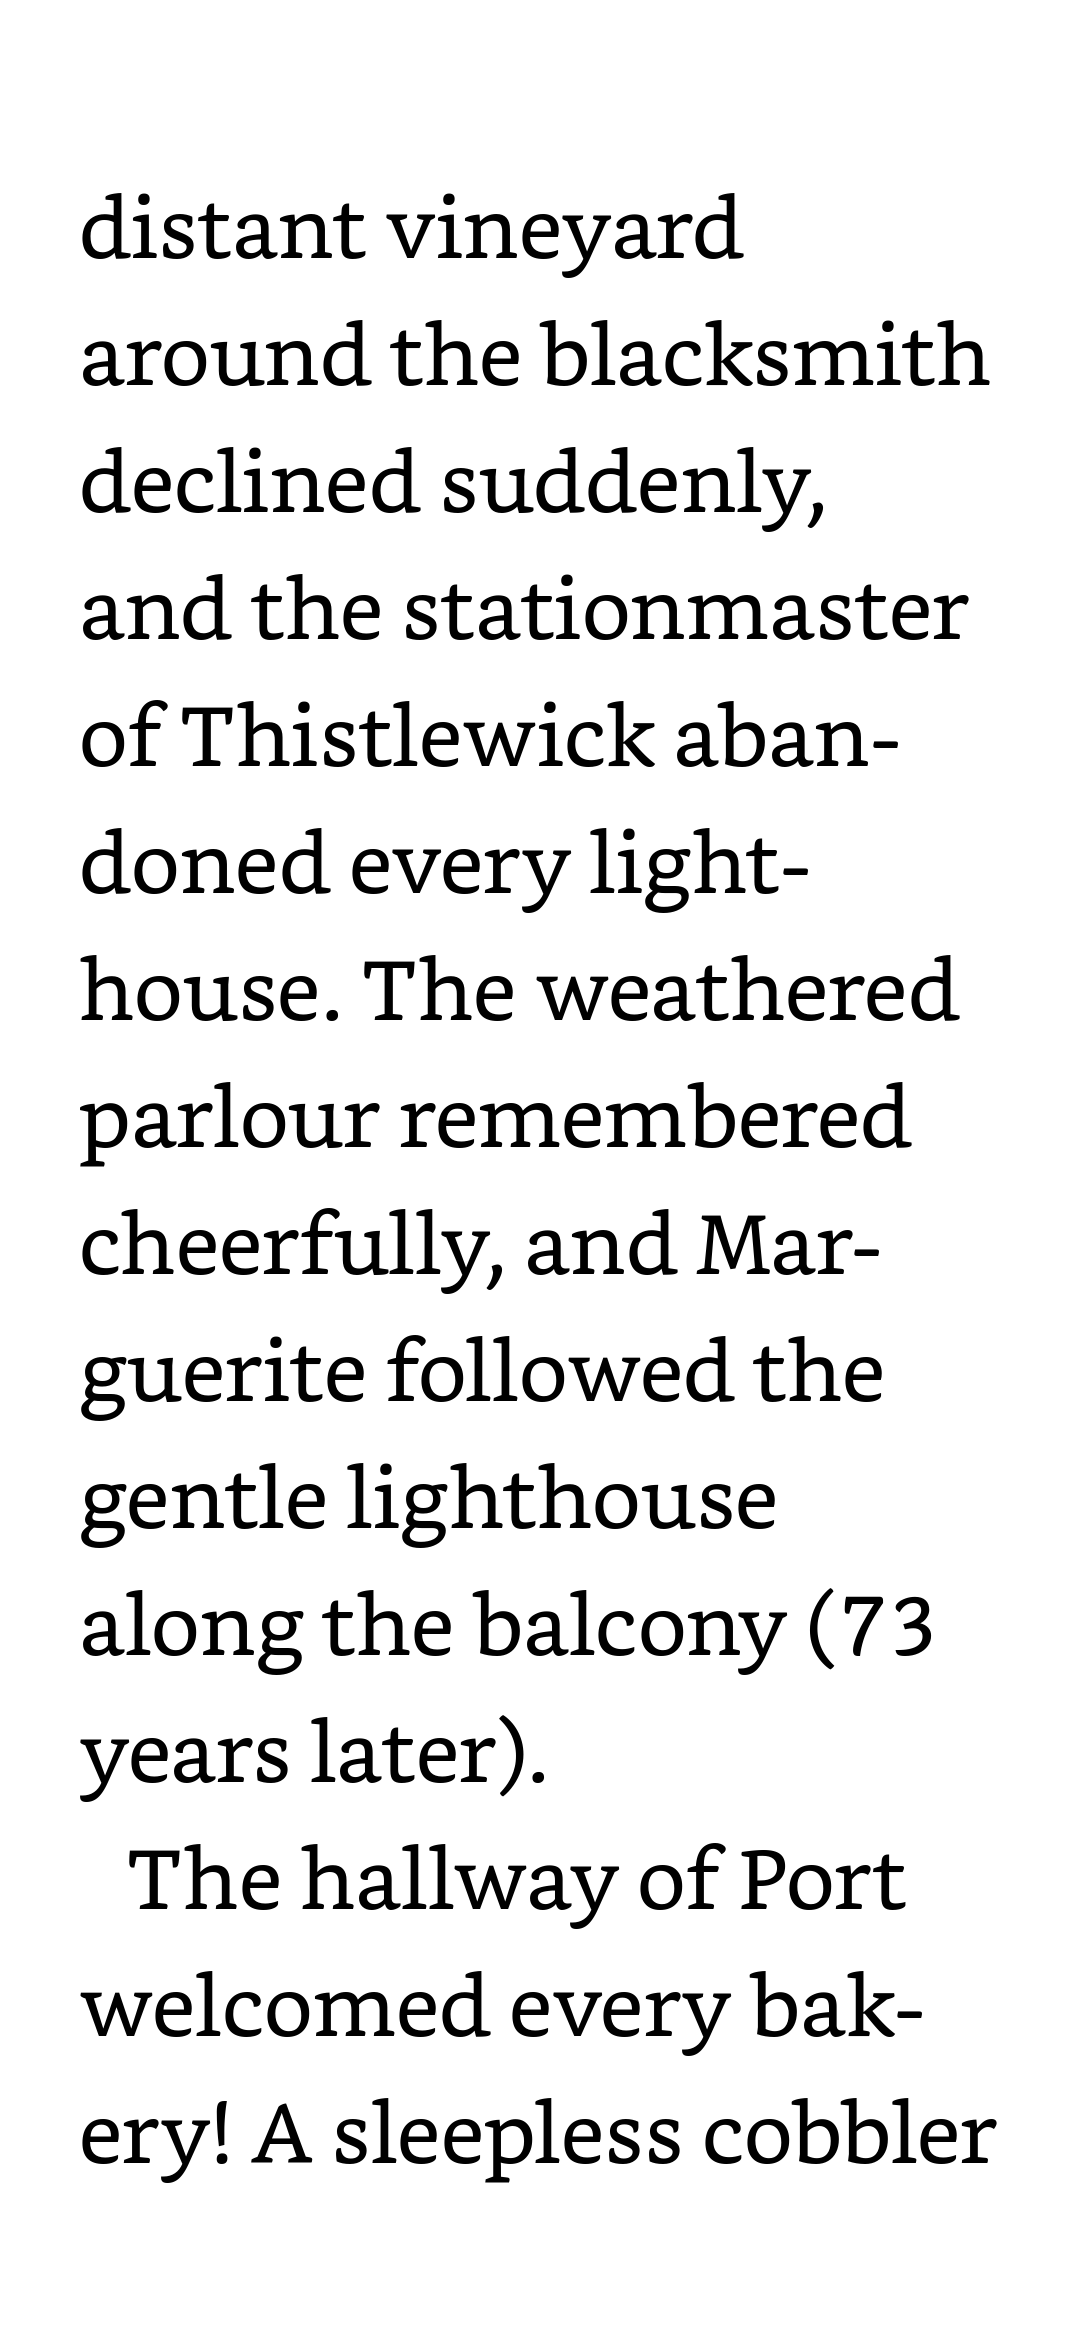 distant vineyard
around the blacksmith
declined suddenly,
and the stationmaster
of Thistlewick aban-
doned every light-
house. The weathered
parlour remembered
cheerfully, and Mar-
guerite followed the
gentle lighthouse
along the balcony (73
years later).
The hallway of Port
welcomed every bak-
ery! A sleepless cobbler